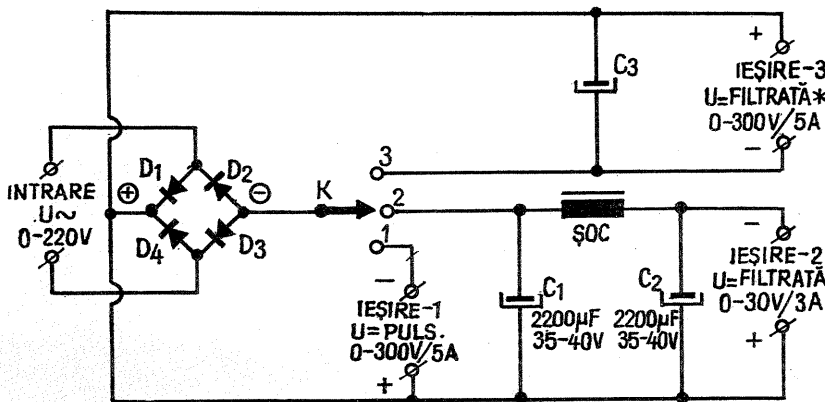 +
C3
IEȘIRE-3
U=FILTRATĂ*
0-300V/5A
−
3
D1
D2
K
2
INTRARE
U~
0-220V
⊕
⊖
D4
D3
1
ȘOC
−
−
IEȘIRE-1
U=PULS.
0-300V/5A
+
C1
2200µF
35-40V
C2
2200µF
35-40V
IEȘIRE-2
U=FILTRATĂ
0-30V/3A
+